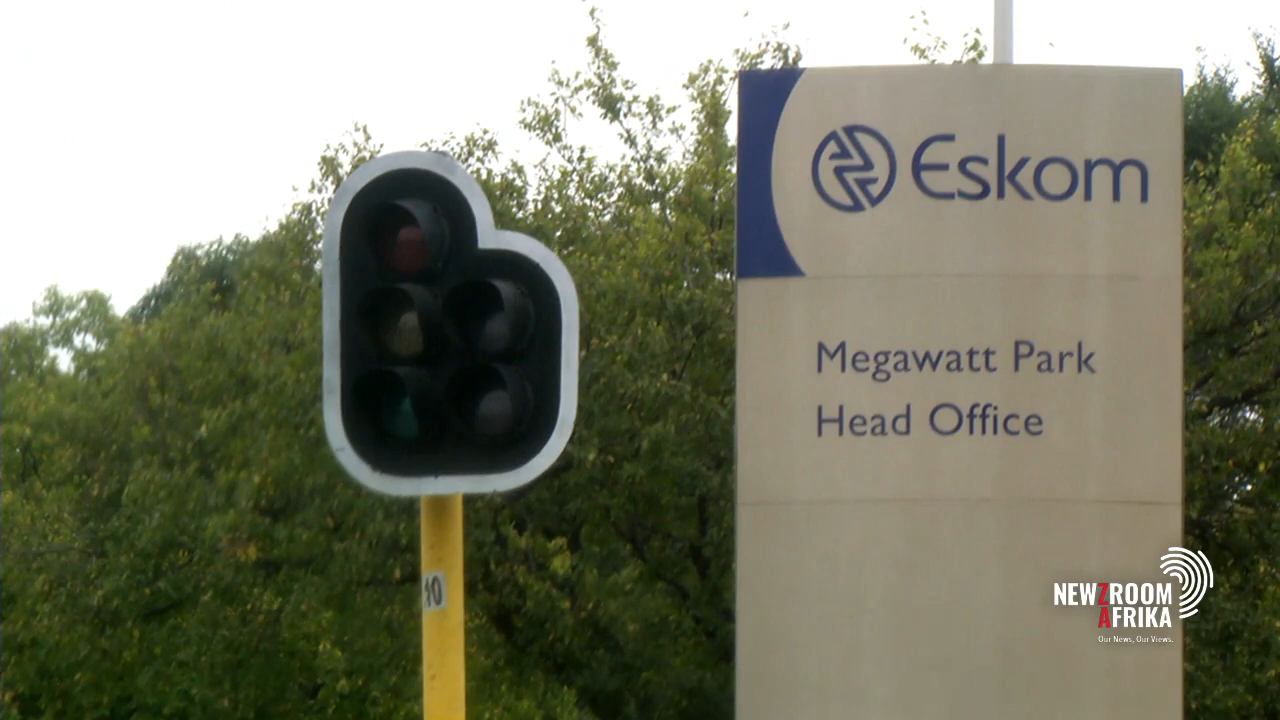 Eskom
Megawatt Park
Head Office
10
NEWZROOM
AFRIKA
Our News, Our Views.